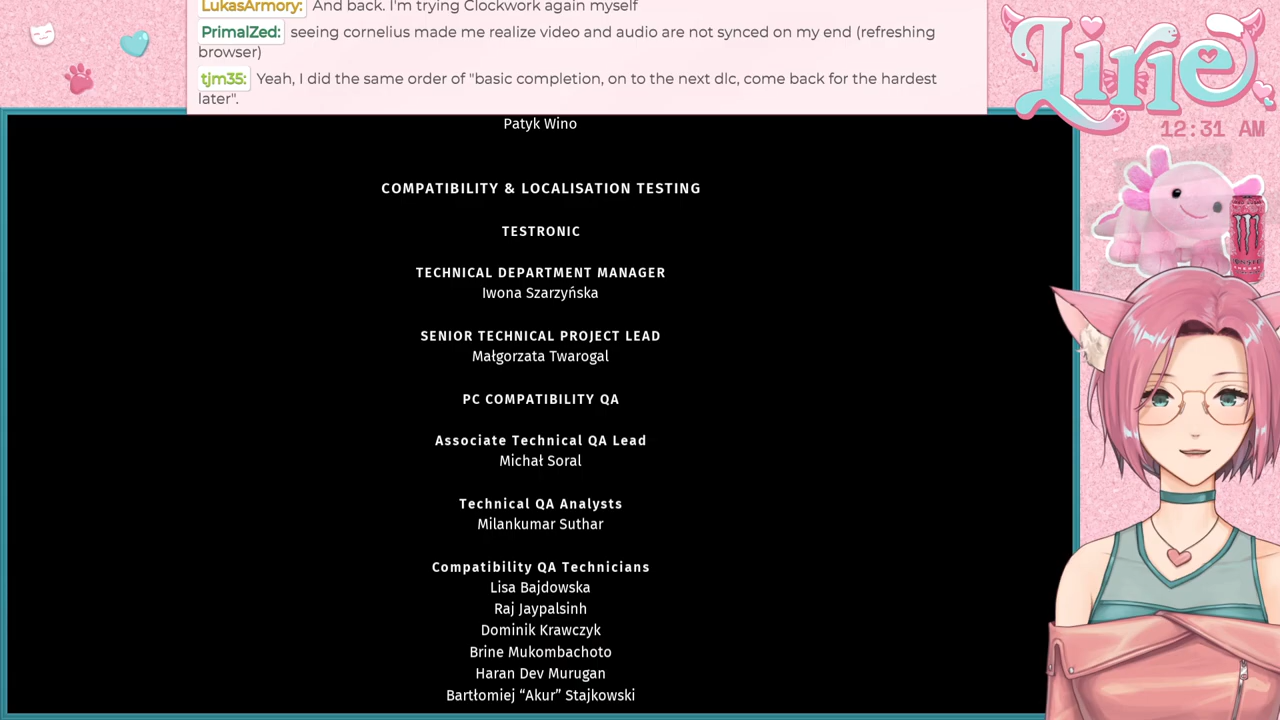 LukasArmory: And back. I'm trying Clockwork again myself
PrimalZed: seeing cornelius made me realize video and audio are not synced on my end (refreshing
browser)
tjm35: Yeah, I did the same order of "basic completion, on to the next dlc, come back for the hardest
later".
Lirie
12:31 AM
Patyk Wino
COMPATIBILITY & LOCALISATION TESTING
TESTRONIC
TECHNICAL DEPARTMENT MANAGER
Iwona Szarzyńska
SENIOR TECHNICAL PROJECT LEAD
Małgorzata Twarogal
PC COMPATIBILITY QA
Associate Technical QA Lead
Michał Soral
Technical QA Analysts
Milankumar Suthar
Compatibility QA Technicians
Lisa Bajdowska
Raj Jaypalsinh
Dominik Krawczyk
Brine Mukombachoto
Haran Dev Murugan
Bartłomiej “Akur” Stajkowski